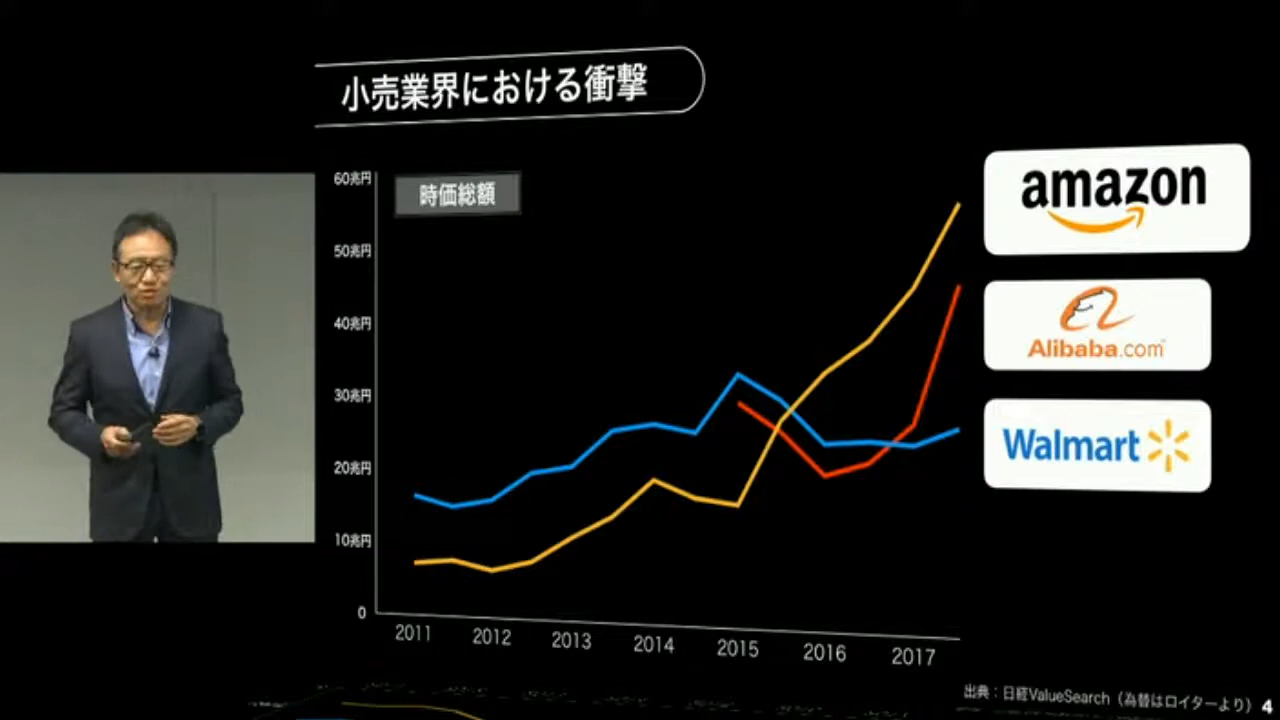 小売業界における衝撃
時価総額
60兆円
50兆円
40兆円
30兆円
20兆円
10兆円
0
2011
2012
2013
2014
2015
2016
2017
amazon
Alibaba.com
Walmart
出典：日経ValueSearch（為替はロイターより） 4